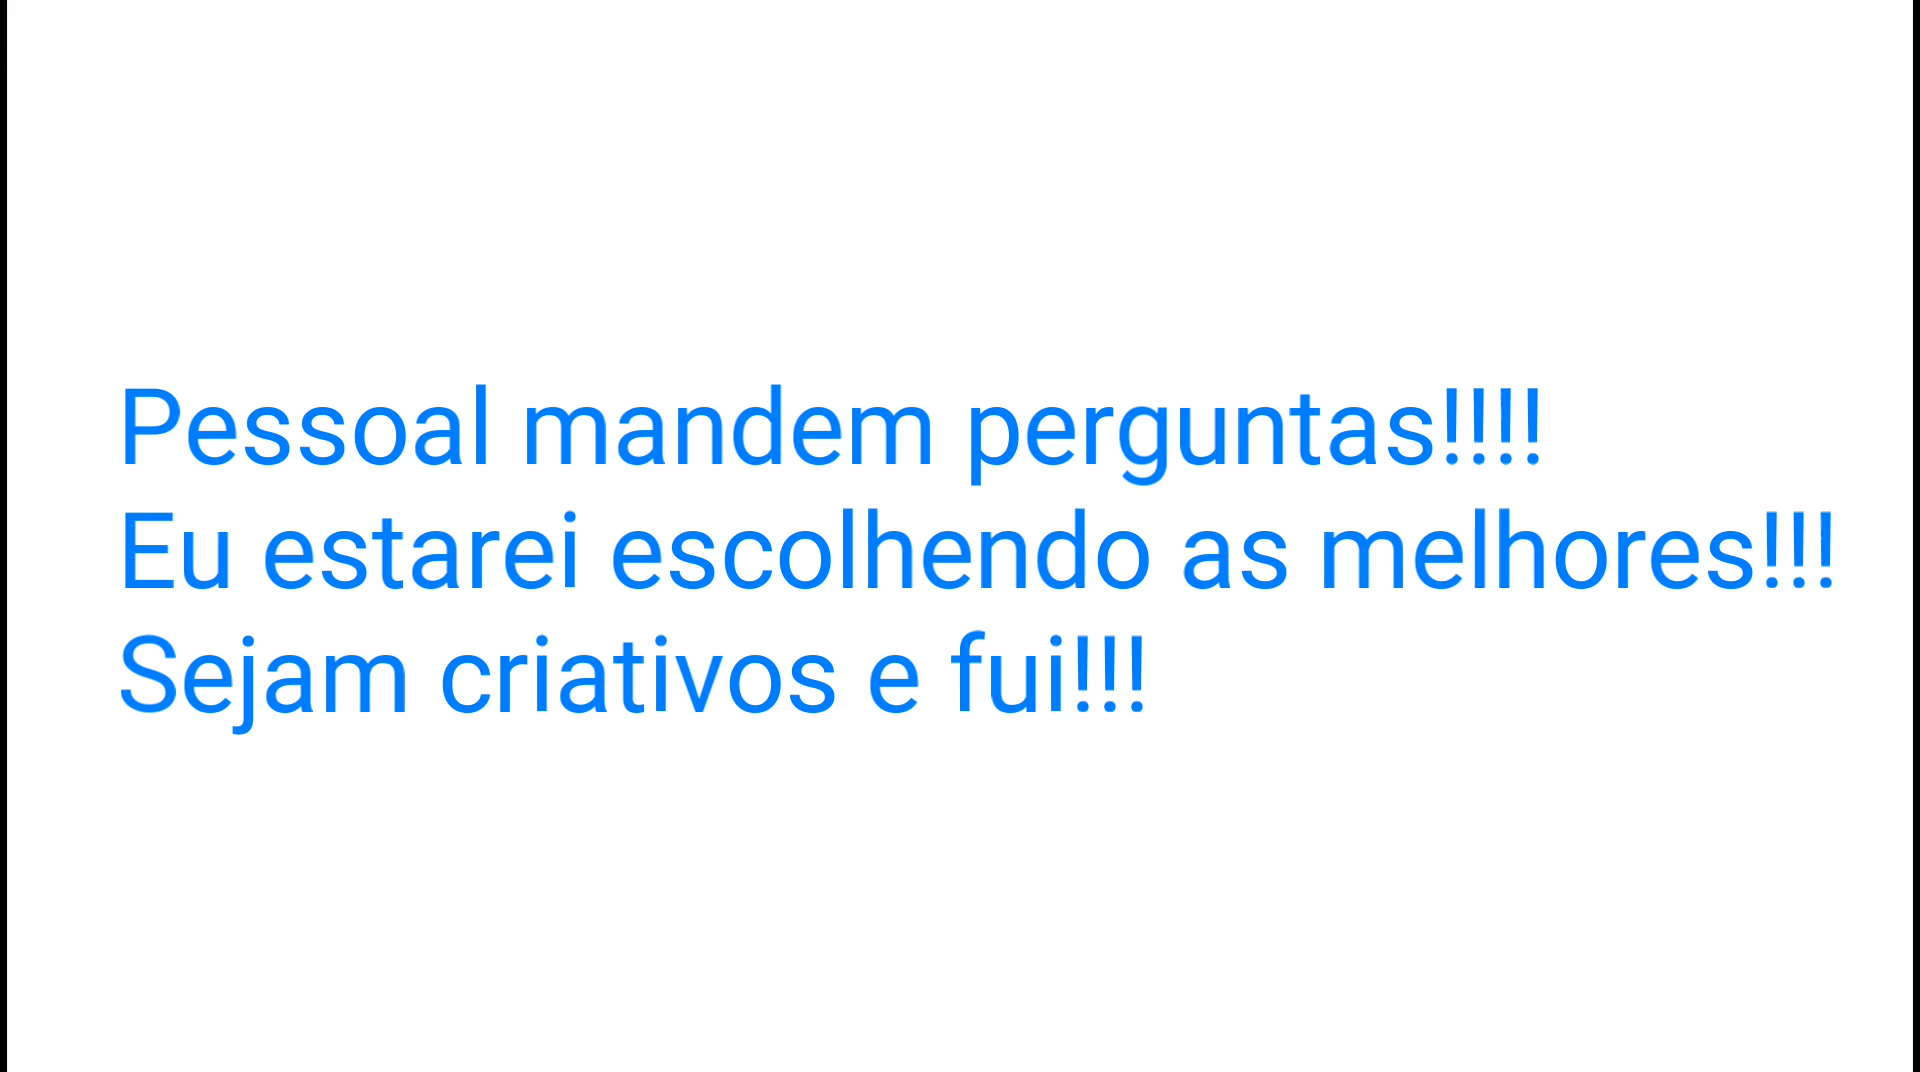 Pessoal mandem perguntas!!!!
Eu estarei escolhendo as melhores!!!
Sejam criativos e fui!!!